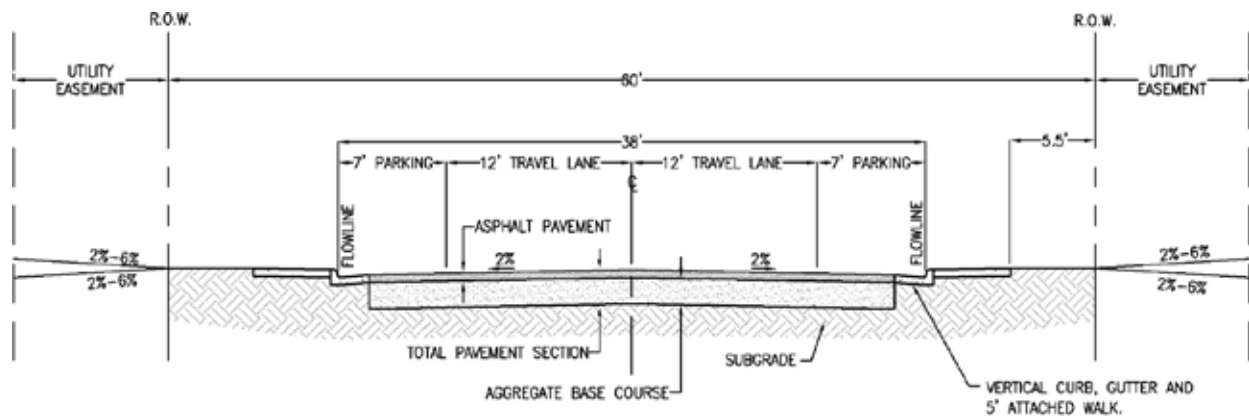 R.O.W.
R.O.W.
UTILITY
EASEMENT
60'
UTILITY
EASEMENT
38'
5.5'
7' PARKING
12' TRAVEL LANE
12' TRAVEL LANE
7' PARKING
℄
FLOWLINE
FLOWLINE
ASPHALT PAVEMENT
2%
2%
2%-6%
2%-6%
2%-6%
2%-6%
TOTAL PAVEMENT SECTION
SUBGRADE
AGGREGATE BASE COURSE
VERTICAL CURB, GUTTER AND
5' ATTACHED WALK.